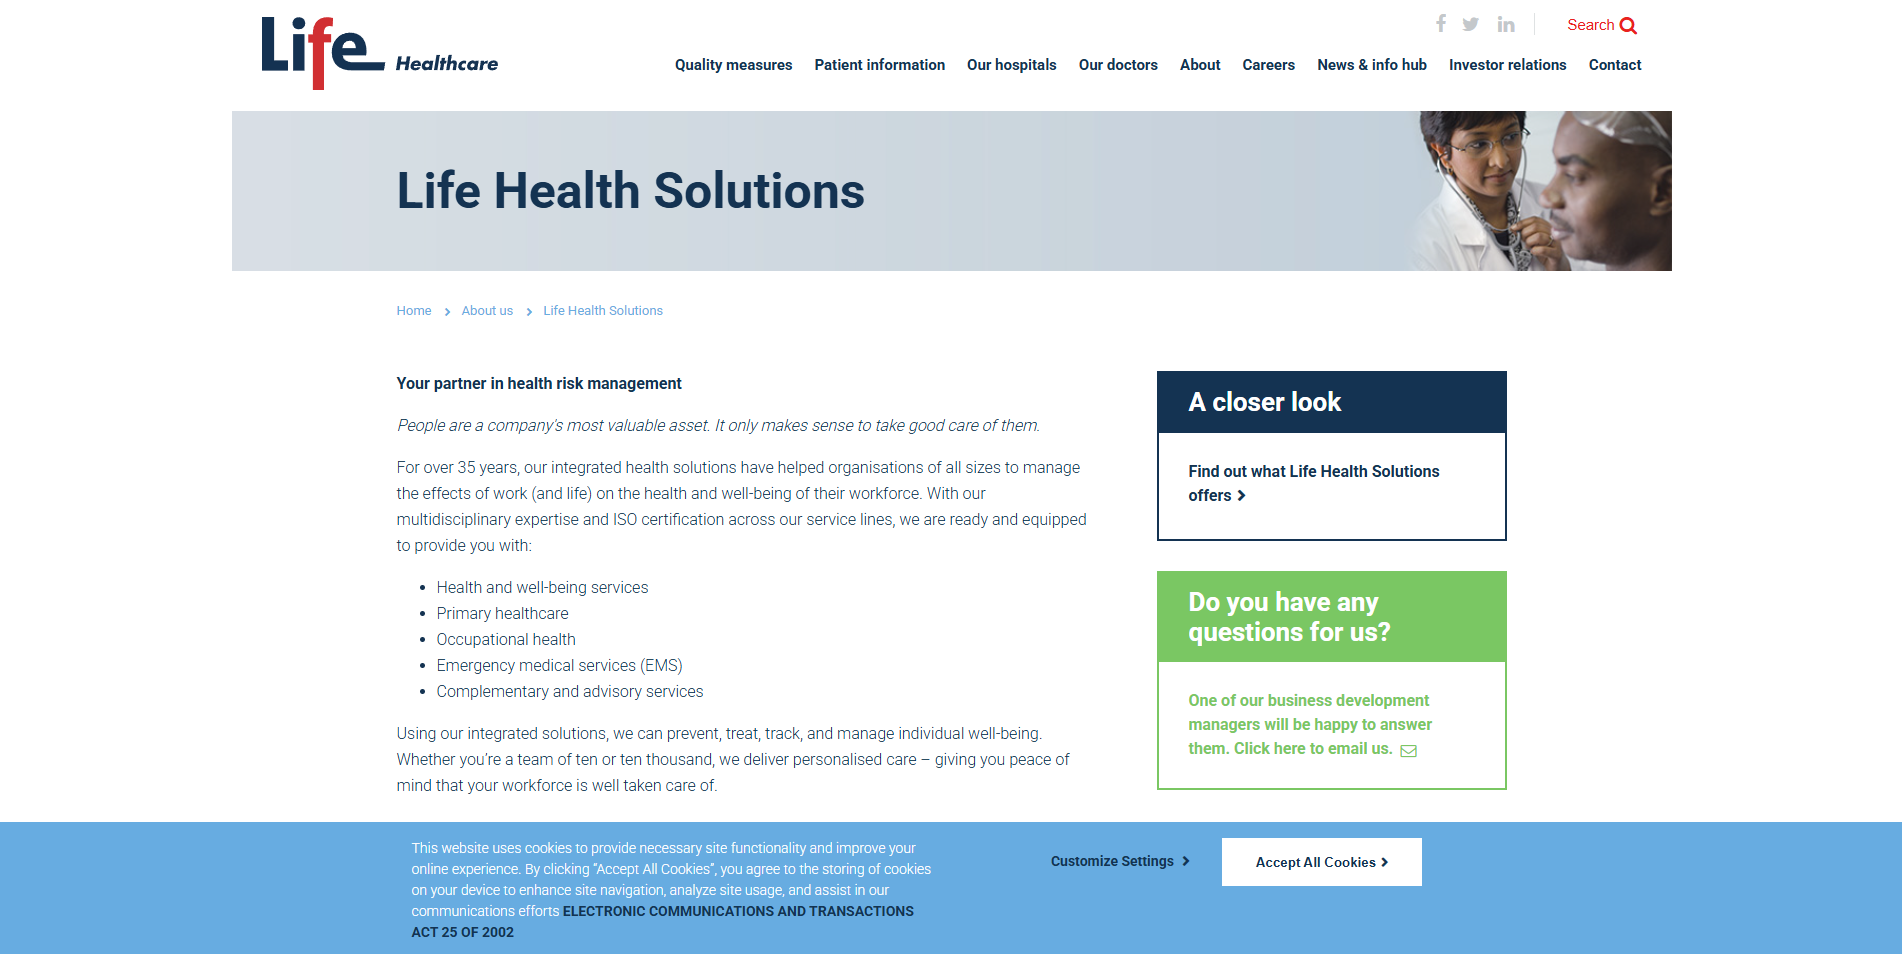 Life Healthcare
Search
Quality measures Patient information Our hospitals Our doctors About Careers News & info hub Investor relations Contact
Life Health Solutions
Home > About us > Life Health Solutions
Your partner in health risk management
People are a company's most valuable asset. It only makes sense to take good care of them.
For over 35 years, our integrated health solutions have helped organisations of all sizes to manage
the effects of work (and life) on the health and well-being of their workforce. With our
multidisciplinary expertise and ISO certification across our service lines, we are ready and equipped
to provide you with:
• Health and well-being services
• Primary healthcare
• Occupational health
• Emergency medical services (EMS)
• Complementary and advisory services
Using our integrated solutions, we can prevent, treat, track, and manage individual well-being.
Whether you're a team of ten or ten thousand, we deliver personalised care – giving you peace of
mind that your workforce is well taken care of.
A closer look
Find out what Life Health Solutions
offers >
Do you have any
questions for us?
One of our business development
managers will be happy to answer
them. Click here to email us.
This website uses cookies to provide necessary site functionality and improve your
online experience. By clicking “Accept All Cookies”, you agree to the storing of cookies
on your device to enhance site navigation, analyze site usage, and assist in our
communications efforts ELECTRONIC COMMUNICATIONS AND TRANSACTIONS
ACT 25 OF 2002
Customize Settings >
Accept All Cookies >